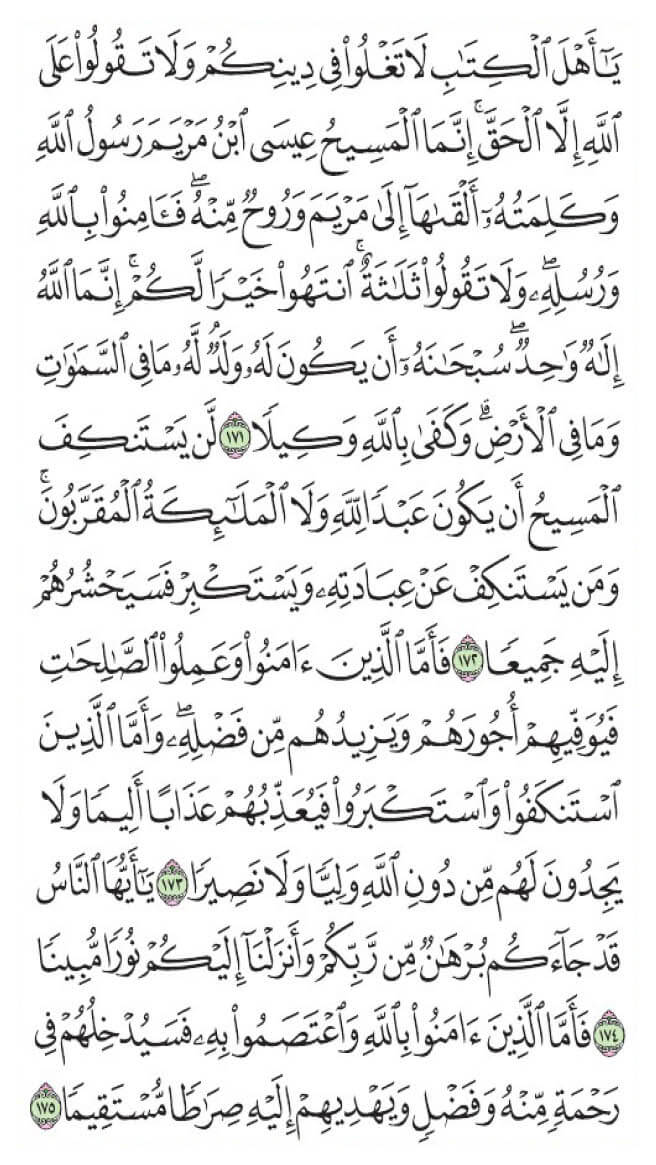 يَـٰٓأَهۡلَ ٱلۡكِتَـٰبِ لَا تَغۡلُواْ فِي دِينِكُمۡ وَلَا تَقُولُواْ عَلَى
ٱللَّهِ إِلَّا ٱلۡحَقَّۚ إِنَّمَا ٱلۡمَسِيحُ عِيسَى ٱبۡنُ مَرۡيَمَ رَسُولُ ٱللَّهِ
وَكَلِمَتُهُۥٓ أَلۡقَىٰهَآ إِلَىٰ مَرۡيَمَ وَرُوحٞ مِّنۡهُۖ فَـَٔامِنُواْ بِٱللَّهِ
وَرُسُلِهِۦۖ وَلَا تَقُولُواْ ثَلَـٰثَةٌۚ ٱنتَهُواْ خَيۡرٗا لَّكُمۡۚ إِنَّمَا ٱللَّهُ
إِلَـٰهٞ وَٰحِدٞۖ سُبۡحَـٰنَهُۥٓ أَن يَكُونَ لَهُۥ وَلَدٞۘ لَّهُۥ مَا فِي ٱلسَّمَـٰوَٰتِ
وَمَا فِي ٱلۡأَرۡضِۗ وَكَفَىٰ بِٱللَّهِ وَكِيلٗا ١٧١ لَّن يَسۡتَنكِفَ
ٱلۡمَسِيحُ أَن يَكُونَ عَبۡدٗا لِّلَّهِ وَلَا ٱلۡمَلَـٰٓئِكَةُ ٱلۡمُقَرَّبُونَۚ
وَمَن يَسۡتَنكِفۡ عَنۡ عِبَادَتِهِۦ وَيَسۡتَكۡبِرۡ فَسَيَحۡشُرُهُمۡ
إِلَيۡهِ جَمِيعٗا ١٧٢ فَأَمَّا ٱلَّذِينَ ءَامَنُواْ وَعَمِلُواْ ٱلصَّـٰلِحَـٰتِ
فَيُوَفِّيهِمۡ أُجُورَهُمۡ وَيَزِيدُهُم مِّن فَضۡلِهِۦۖ وَأَمَّا ٱلَّذِينَ
ٱسۡتَنكَفُواْ وَٱسۡتَكۡبَرُواْ فَيُعَذِّبُهُمۡ عَذَابًا أَلِيمٗا وَلَا
يَجِدُونَ لَهُم مِّن دُونِ ٱللَّهِ وَلِيّٗا وَلَا نَصِيرٗا ١٧٣ يَـٰٓأَيُّهَا ٱلنَّاسُ
قَدۡ جَآءَكُم بُرۡهَـٰنٞ مِّن رَّبِّكُمۡ وَأَنزَلۡنَآ إِلَيۡكُمۡ نُورٗا مُّبِينٗا
١٧٤ فَأَمَّا ٱلَّذِينَ ءَامَنُواْ بِٱللَّهِ وَٱعۡتَصَمُواْ بِهِۦ فَسَيُدۡخِلُهُمۡ فِي
رَحۡمَةٖ مِّنۡهُ وَفَضۡلٖ وَيَهۡدِيهِمۡ إِلَيۡهِ صِرَٰطٗا مُّسۡتَقِيمٗا ١٧٥